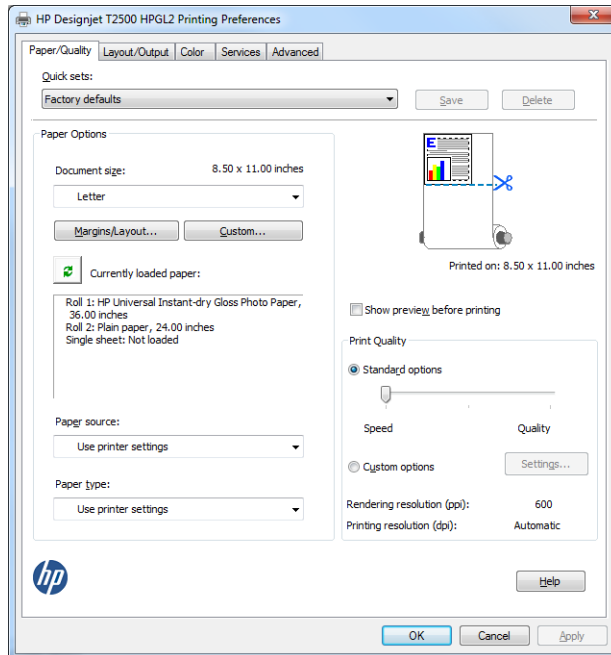 HP Designjet T2500 HPGL2 Printing Preferences
Paper/Quality Layout/Output Color Services Advanced
Quick sets:
Factory defaults
Save
Delete
Paper Options
Document size: 8.50 x 11.00 inches
Letter
Margins/Layout...
Custom...
Currently loaded paper:
Roll 1: HP Universal Instant-dry Gloss Photo Paper,
36.00 inches
Roll 2: Plain paper, 24.00 inches
Single sheet: Not loaded
Paper source:
Use printer settings
Paper type:
Use printer settings
E
Printed on: 8.50 x 11.00 inches
Show preview before printing
Print Quality
Standard options
Speed Quality
Custom options
Settings...
Rendering resolution (ppi): 600
Printing resolution (dpi): Automatic
hp
Help
OK
Cancel
Apply